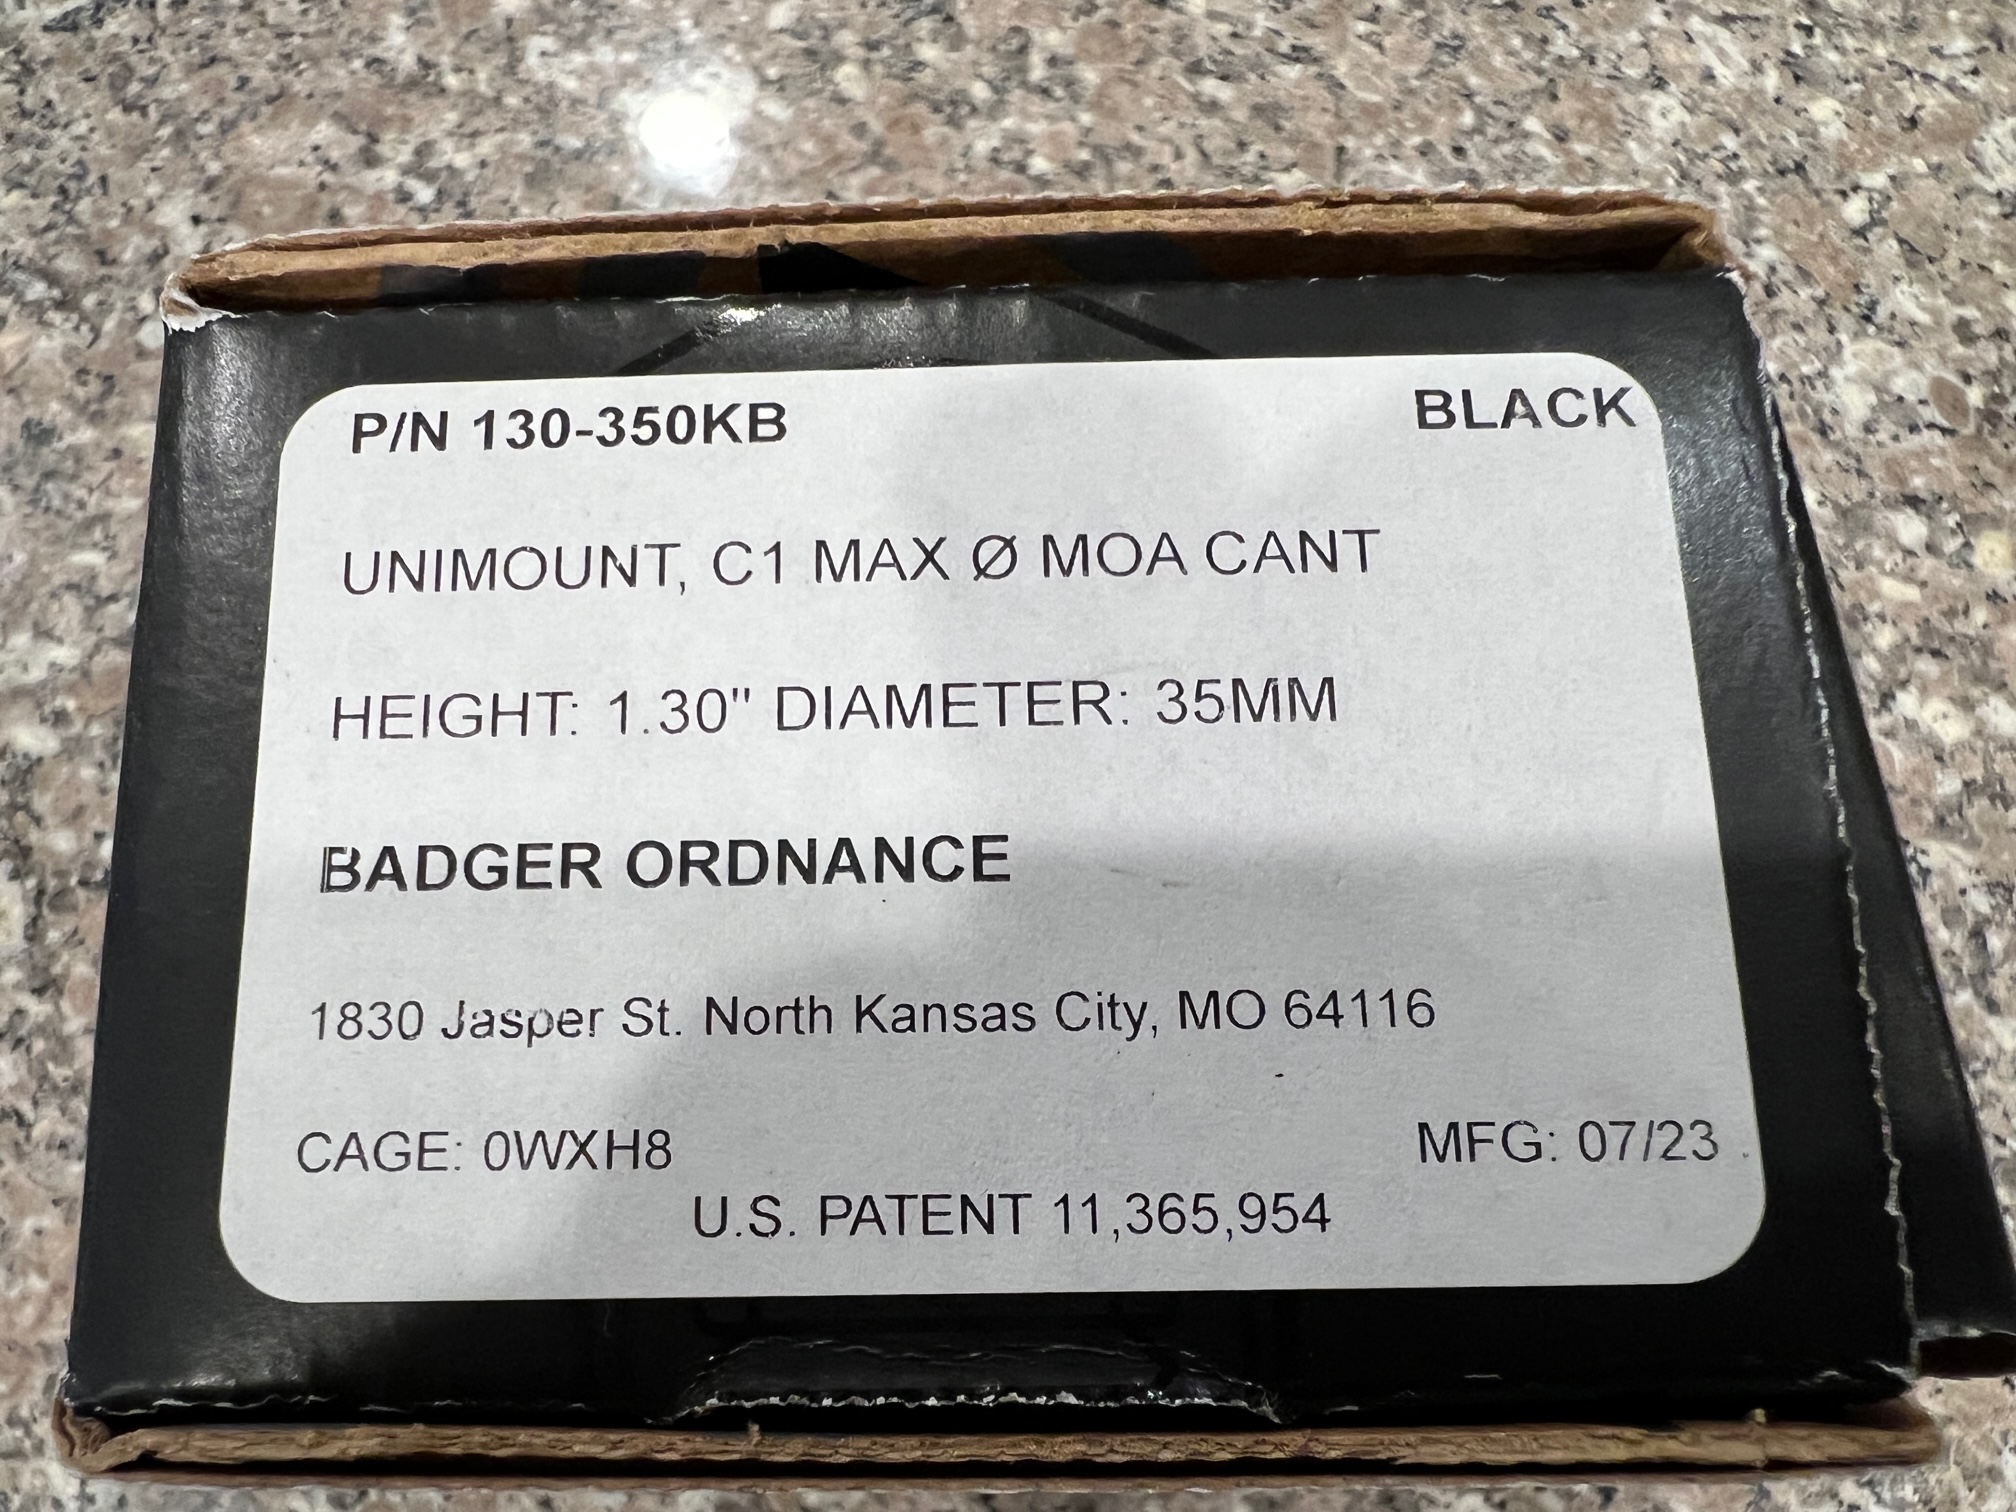 P/N 130-350KB BLACK
UNIMOUNT, C1 MAX Ø MOA CANT
HEIGHT: 1.30" DIAMETER: 35MM
BADGER ORDNANCE
1830 Jasper St. North Kansas City, MO 64116
CAGE: 0WXH8 MFG: 07/23
U.S. PATENT 11,365,954